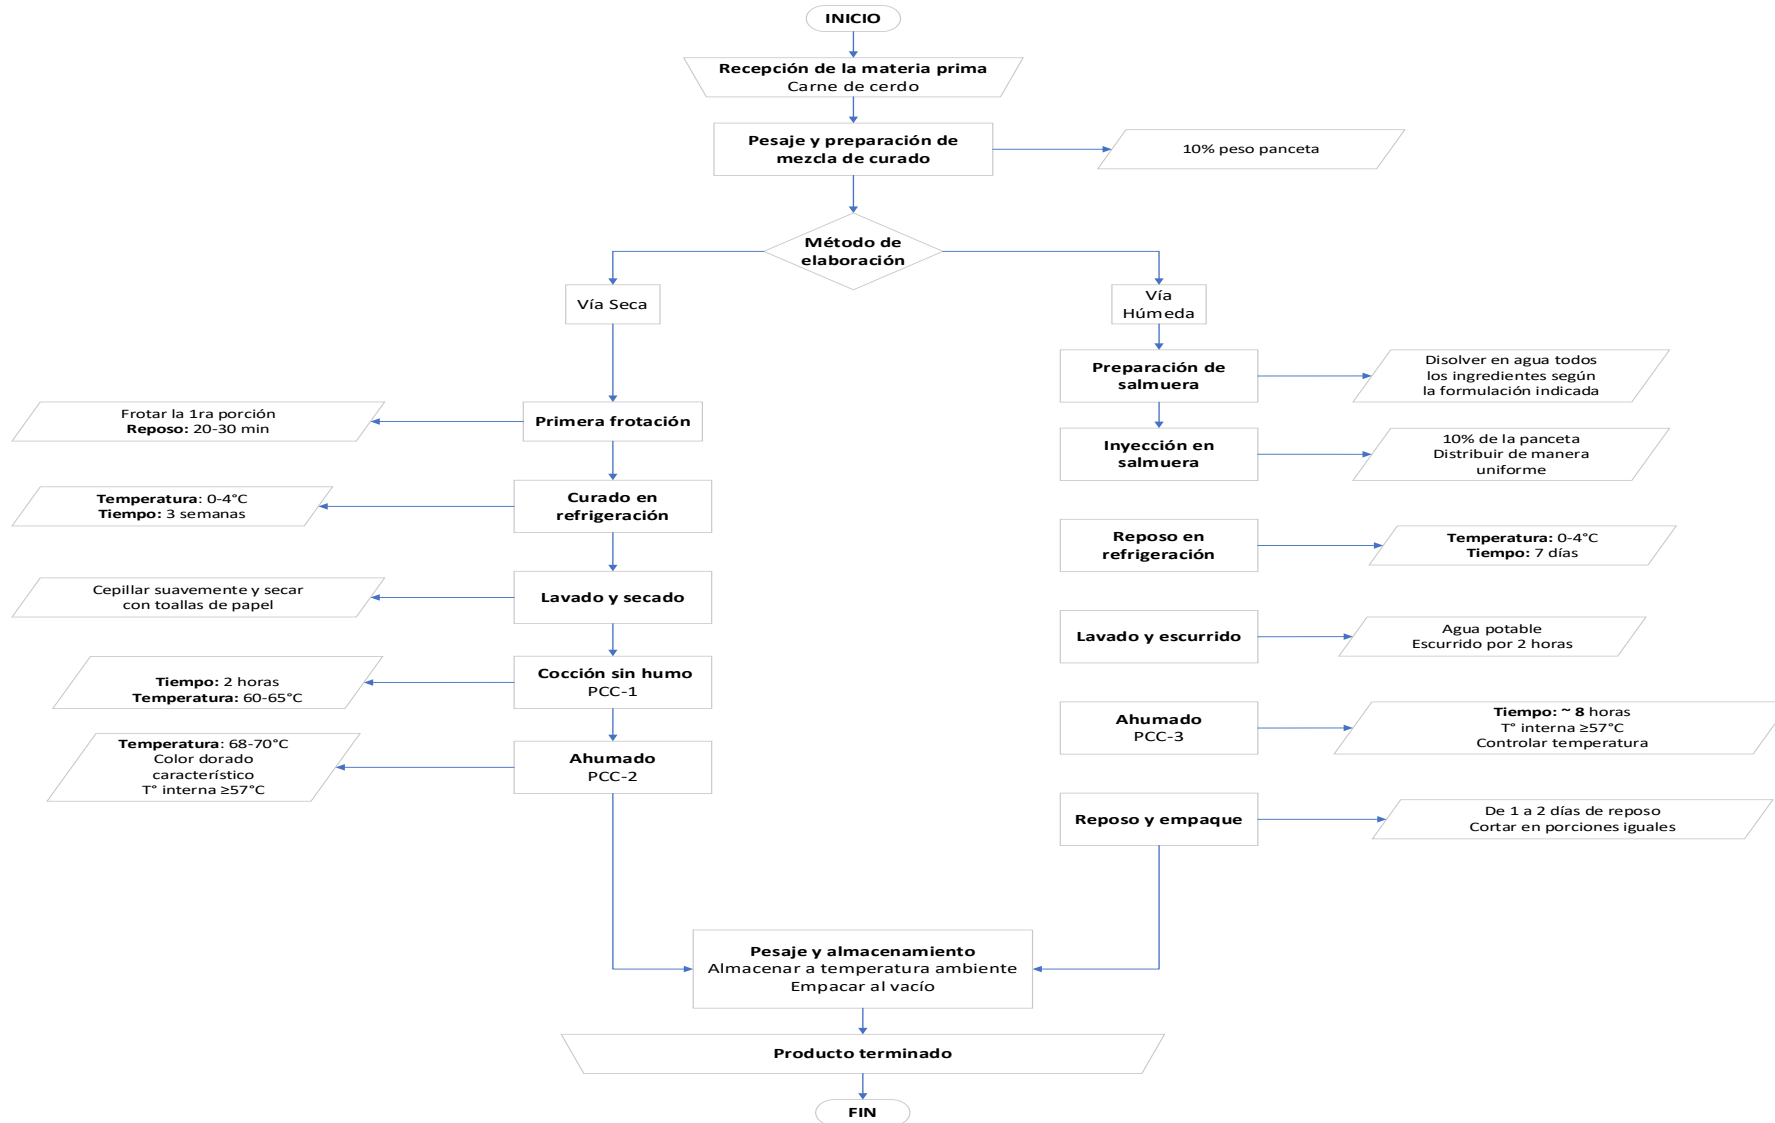 INICIO
Recepción de la materia prima
Carne de cerdo
Pesaje y preparación de
mezcla de curado
10% peso panceta
Método de
elaboración
Vía Seca
Primera frotación
Frotar la 1ra porción
Reposo: 20-30 min
Curado en
refrigeración
Temperatura: 0-4°C
Tiempo: 3 semanas
Lavado y secado
Cepillar suavemente y secar
con toallas de papel
Cocción sin humo
PCC-1
Tiempo: 2 horas
Temperatura: 60-65°C
Ahumado
PCC-2
Temperatura: 68-70°C
Color dorado
característico
T° interna ≥57°C
Vía
Húmeda
Preparación de
salmuera
Disolver en agua todos
los ingredientes según
la formulación indicada
Inyección en
salmuera
10% de la panceta
Distribuir de manera
uniforme
Reposo en
refrigeración
Temperatura: 0-4°C
Tiempo: 7 días
Lavado y escurrido
Agua potable
Escurrido por 2 horas
Ahumado
PCC-3
Tiempo: ~ 8 horas
T° interna ≥57°C
Controlar temperatura
Reposo y empaque
De 1 a 2 días de reposo
Cortar en porciones iguales
Pesaje y almacenamiento
Almacenar a temperatura ambiente
Empacar al vacío
Producto terminado
FIN